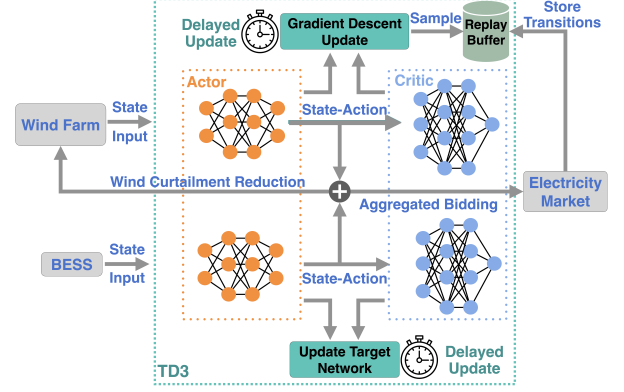 Delayed
Update
Gradient Descent
Update
Sample
Replay
Buffer
Store
Transitions
Actor
Critic
State
Input
Wind Farm
State-Action
Wind Curtailment Reduction
Aggregated Bidding
Electricity
Market
BESS
State
Input
State-Action
Update Target
Network
Delayed
Update
TD3